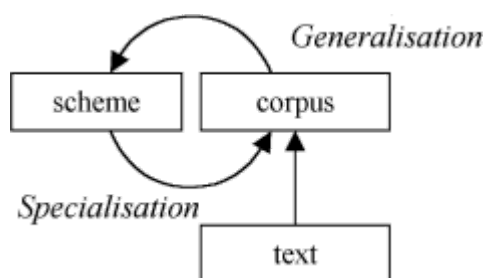 Generalisation
scheme
corpus
Specialisation
text